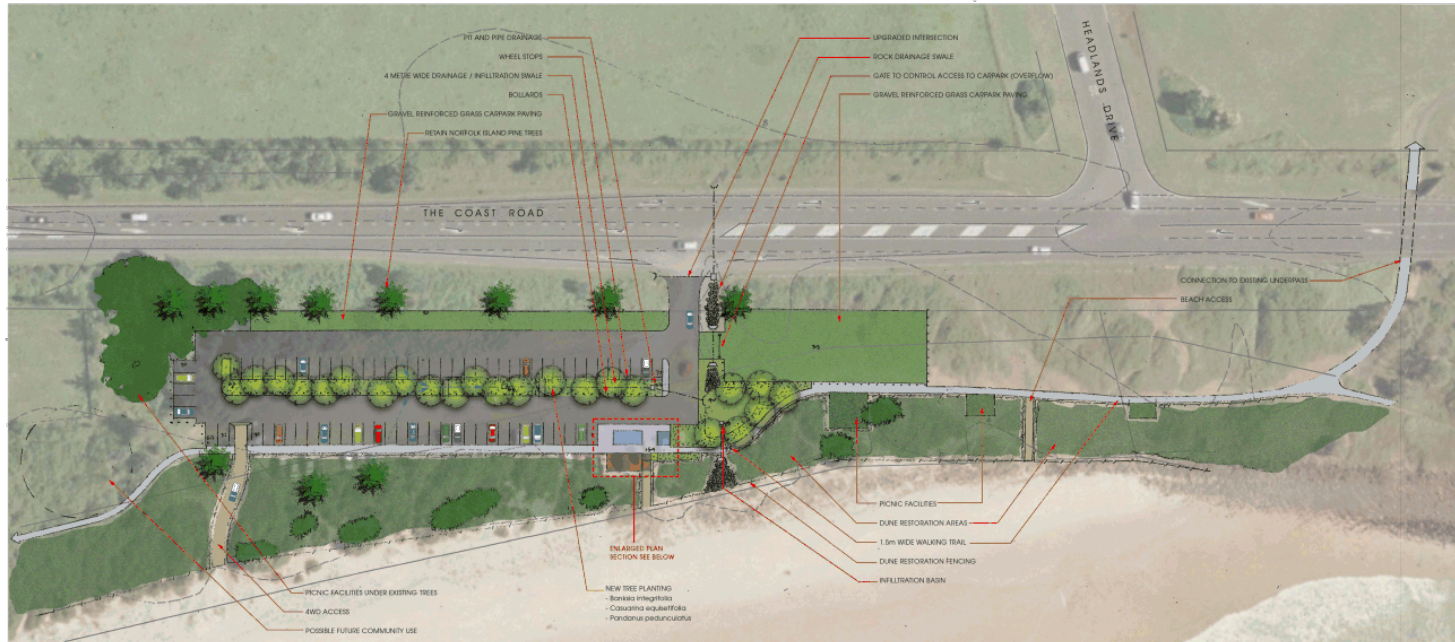 PIT AND PIPE DRAINAGE
WHEEL STOPS
4 METRE WIDE DRAINAGE / INFILLTRATION SWALE
BOLLARDS
GRAVEL REINFORCED GRASS CARPARK PAVING
RETAIN NORFOLK ISLAND PINE TREES
UPGRADED INTERSECTION
ROCK DRAINAGE SWALE
GATE TO CONTROL ACCESS TO CARPARK (OVERFLOW)
GRAVEL REINFORCED GRASS CARPARK PAVING
HEADLANDS DRIVE
THE COAST ROAD
CONNECTION TO EXISTING UNDERPASS
BEACH ACCESS
PICNIC FACILITIES
DUNE RESTORATION AREAS
1.5m WIDE WALKING TRAIL
DUNE RESTORATION FENCING
INFILLTRATION BASIN
ENLARGED PLAN
SECTION SEE BELOW
NEW TREE PLANTING
- Banksia integrifolia
- Casuarina equisetifolia
- Pandanus pedunculatus
PICNIC FACILITIES UNDER EXISTING TREES
4WD ACCESS
POSSIBLE FUTURE COMMUNITY USE